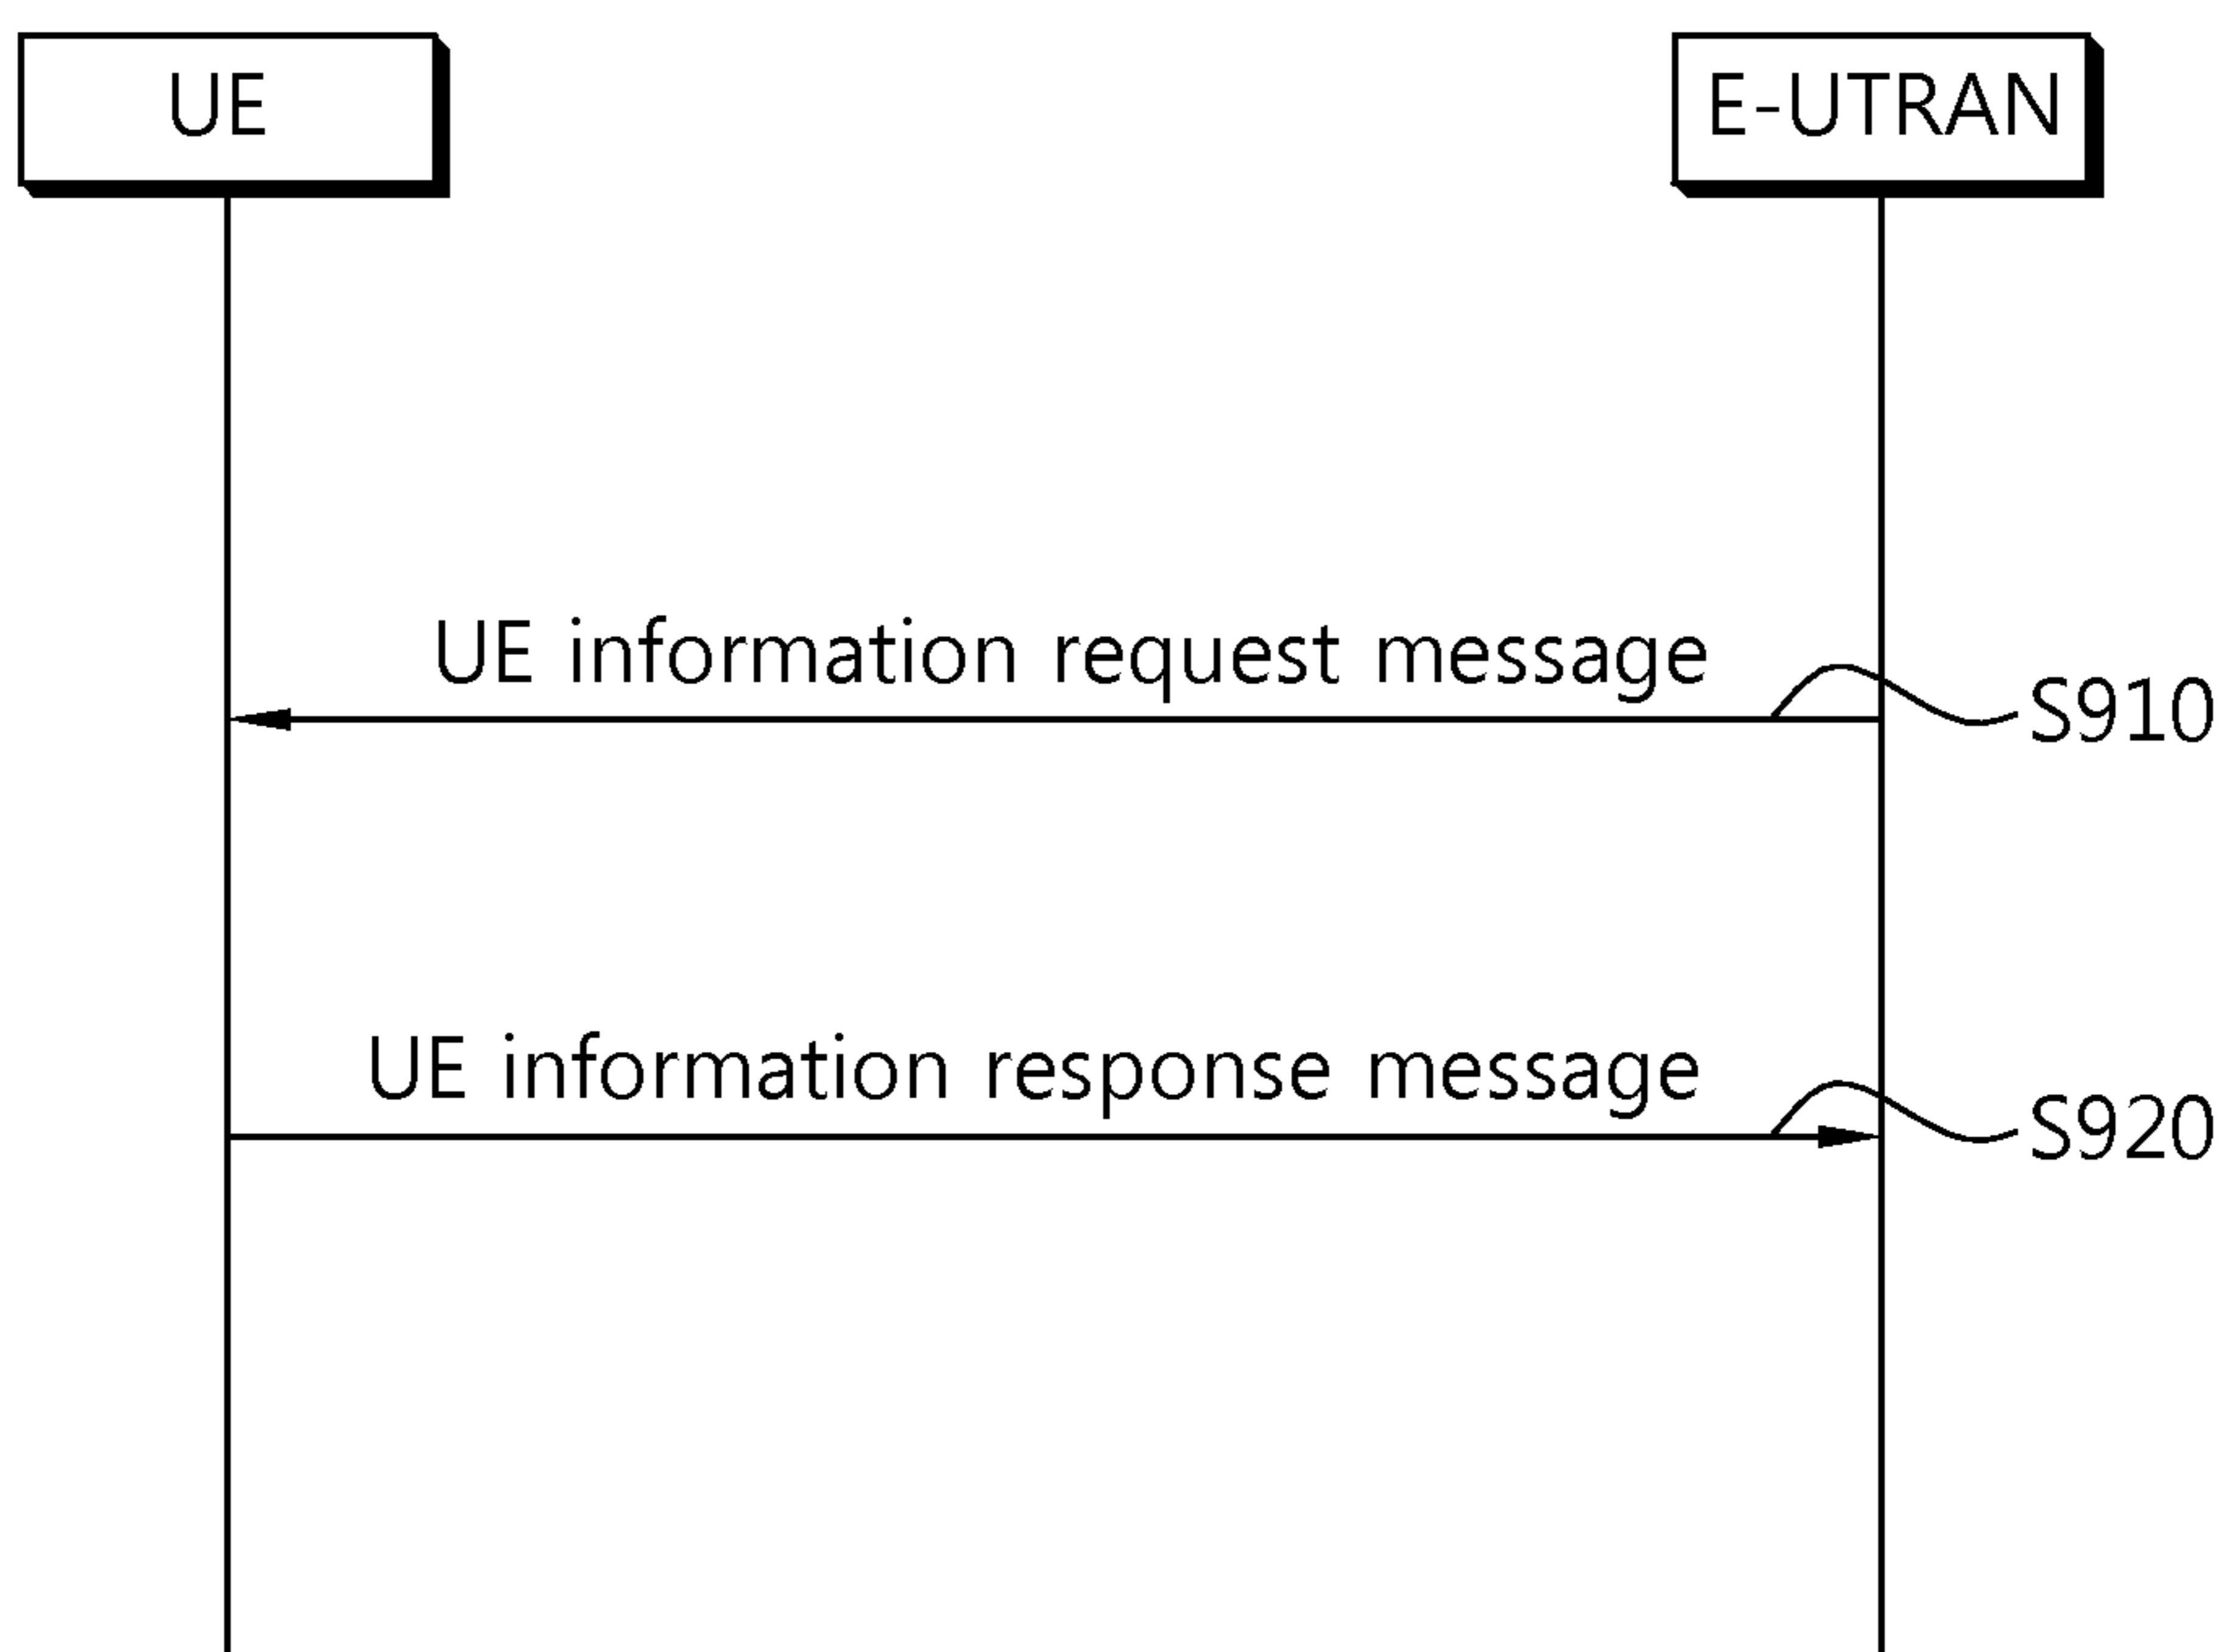 UE
E-UTRAN
UE information request message
S910
UE information response message
S920